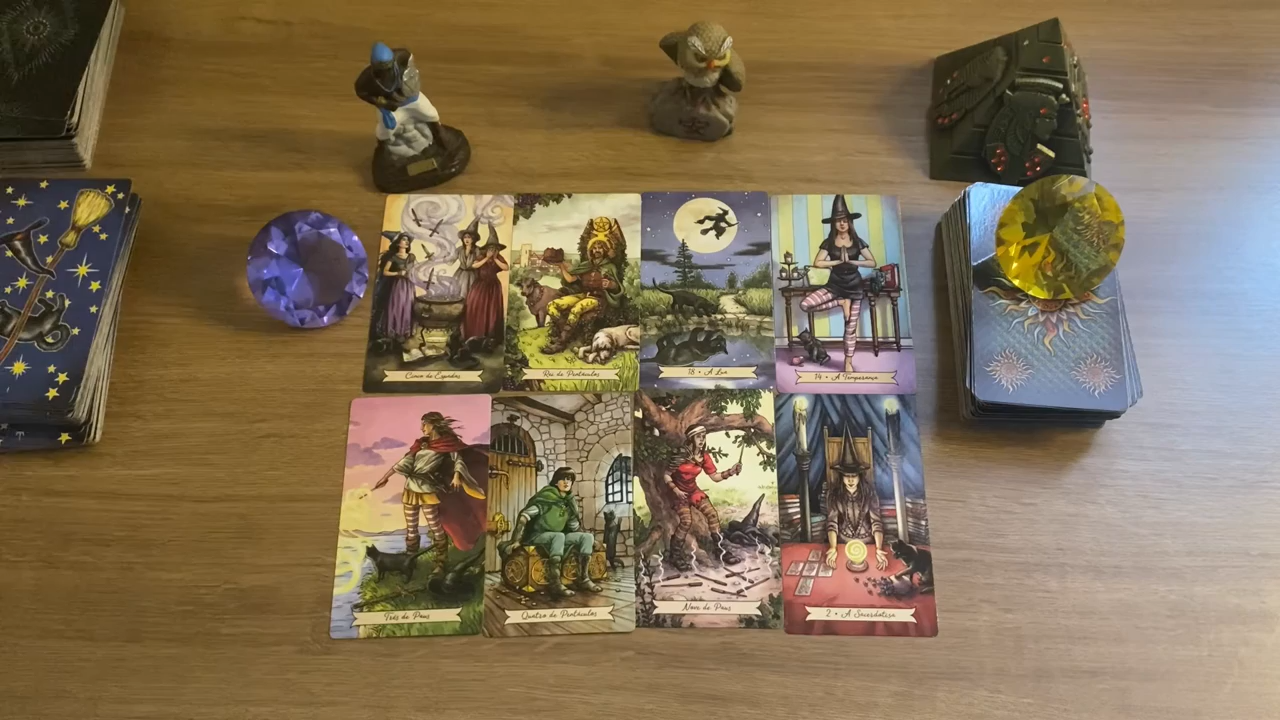 Cinco de Espadas
Rei de Pentáculos
18 • A Lua
14 • A Temperança
Três de Paus
Quatro de Pentáculos
Nove de Paus
2 • A Sacerdotisa